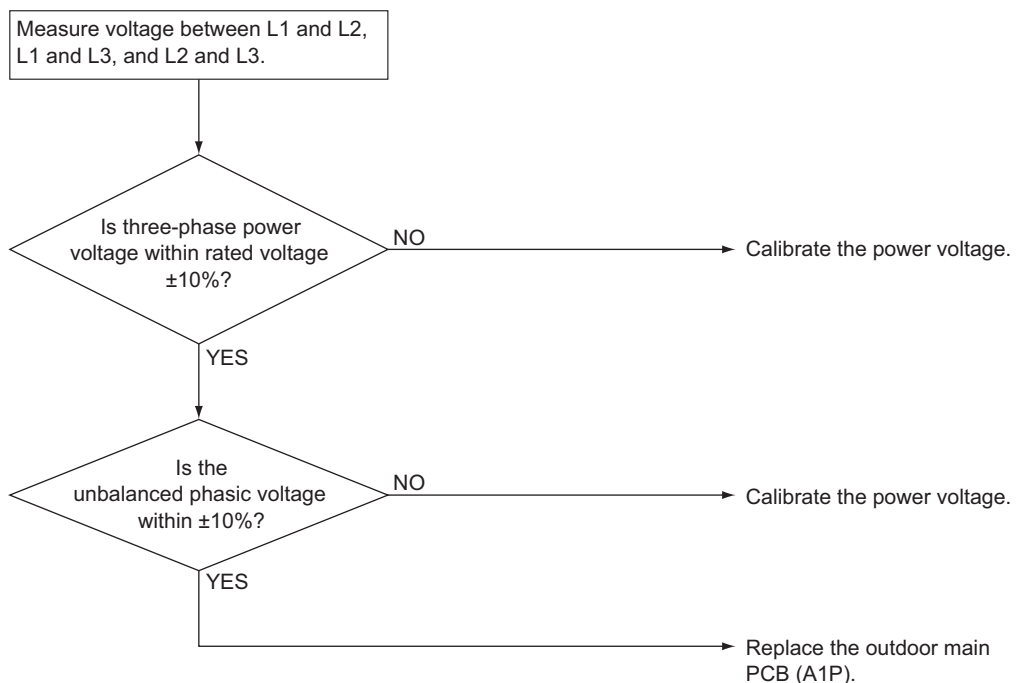 Measure voltage between L1 and L2,
L1 and L3, and L2 and L3.
Is three-phase power
voltage within rated voltage
±10%?
NO
Calibrate the power voltage.
YES
Is the
unbalanced phasic voltage
within ±10%?
NO
Calibrate the power voltage.
YES
Replace the outdoor main
PCB (A1P).